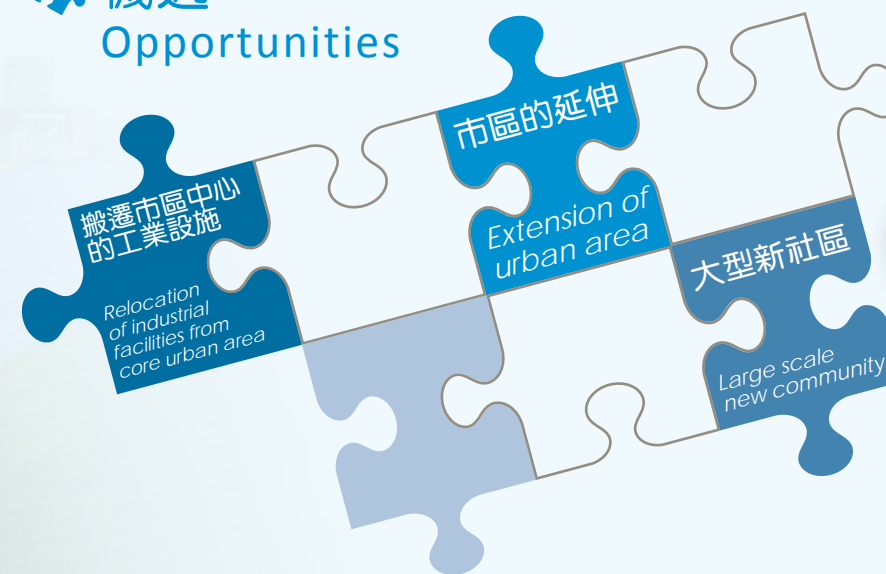 機遇
Opportunities
搬遷市區中心
的工業設施
Relocation
of industrial
facilities from
core urban area
市區的延伸
Extension of
urban area
大型新社區
Large scale
new community